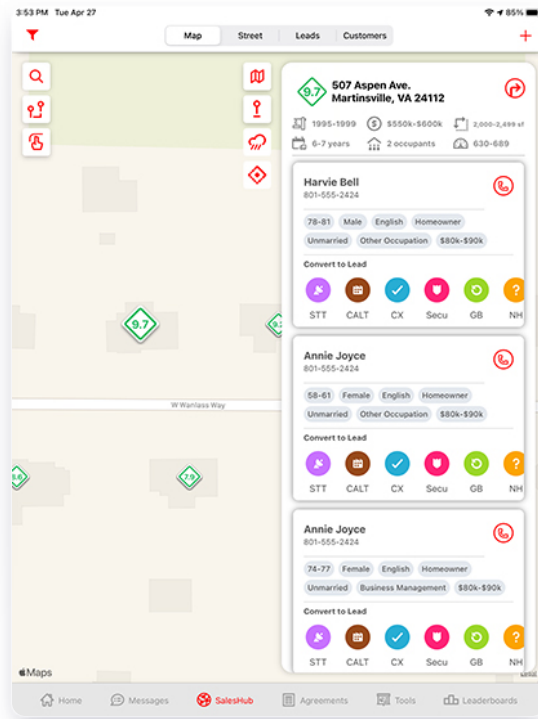 3:53 PM Tue Apr 27 85%
Map Street Leads Customers
9.7
507 Aspen Ave.
Martinsville, VA 24112
1995-1999 $550k-$600k 2,000-2,499 sf
6-7 years 2 occupants 630-689
Harvie Bell
801-555-2424
78-81 Male English Homeowner
Unmarried Other Occupation $80k-$90k
Convert to Lead
STT CALT CX Secu GB NH
9.7
Annie Joyce
801-555-2424
58-61 Female English Homeowner
Unmarried Other Occupation $80k-$90k
Convert to Lead
STT CALT CX Secu GB NH
W Wanlass Way
7.9
Annie Joyce
801-555-2424
74-77 Female English Homeowner
Unmarried Business Management $80k-$90k
Convert to Lead
STT CALT CX Secu GB NH
Maps
Home Messages SalesHub Agreements Tools Leaderboards